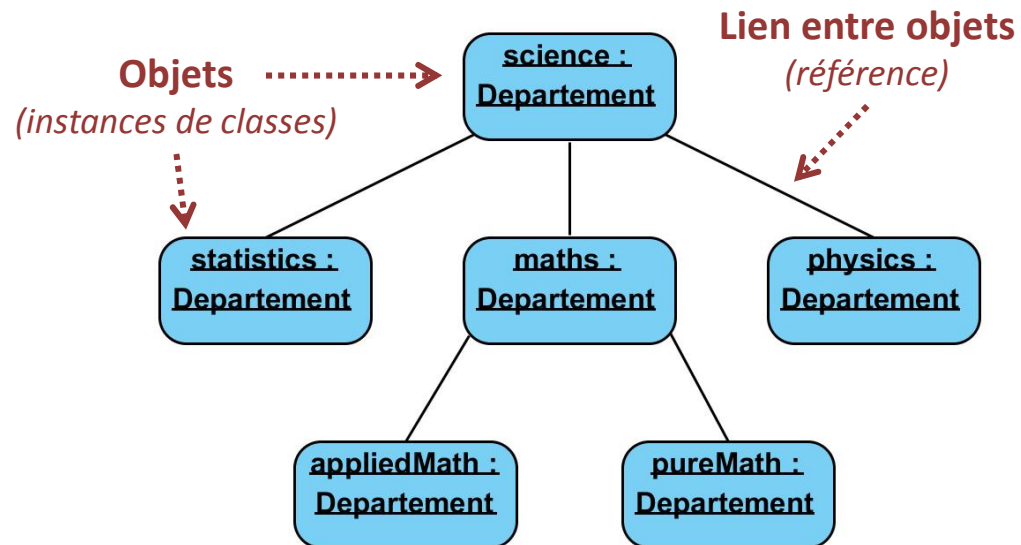 Objets
(instances de classes)
Lien entre objets
(référence)
science :
Departement
statistics :
Departement
maths :
Departement
physics :
Departement
appliedMath :
Departement
pureMath :
Departement